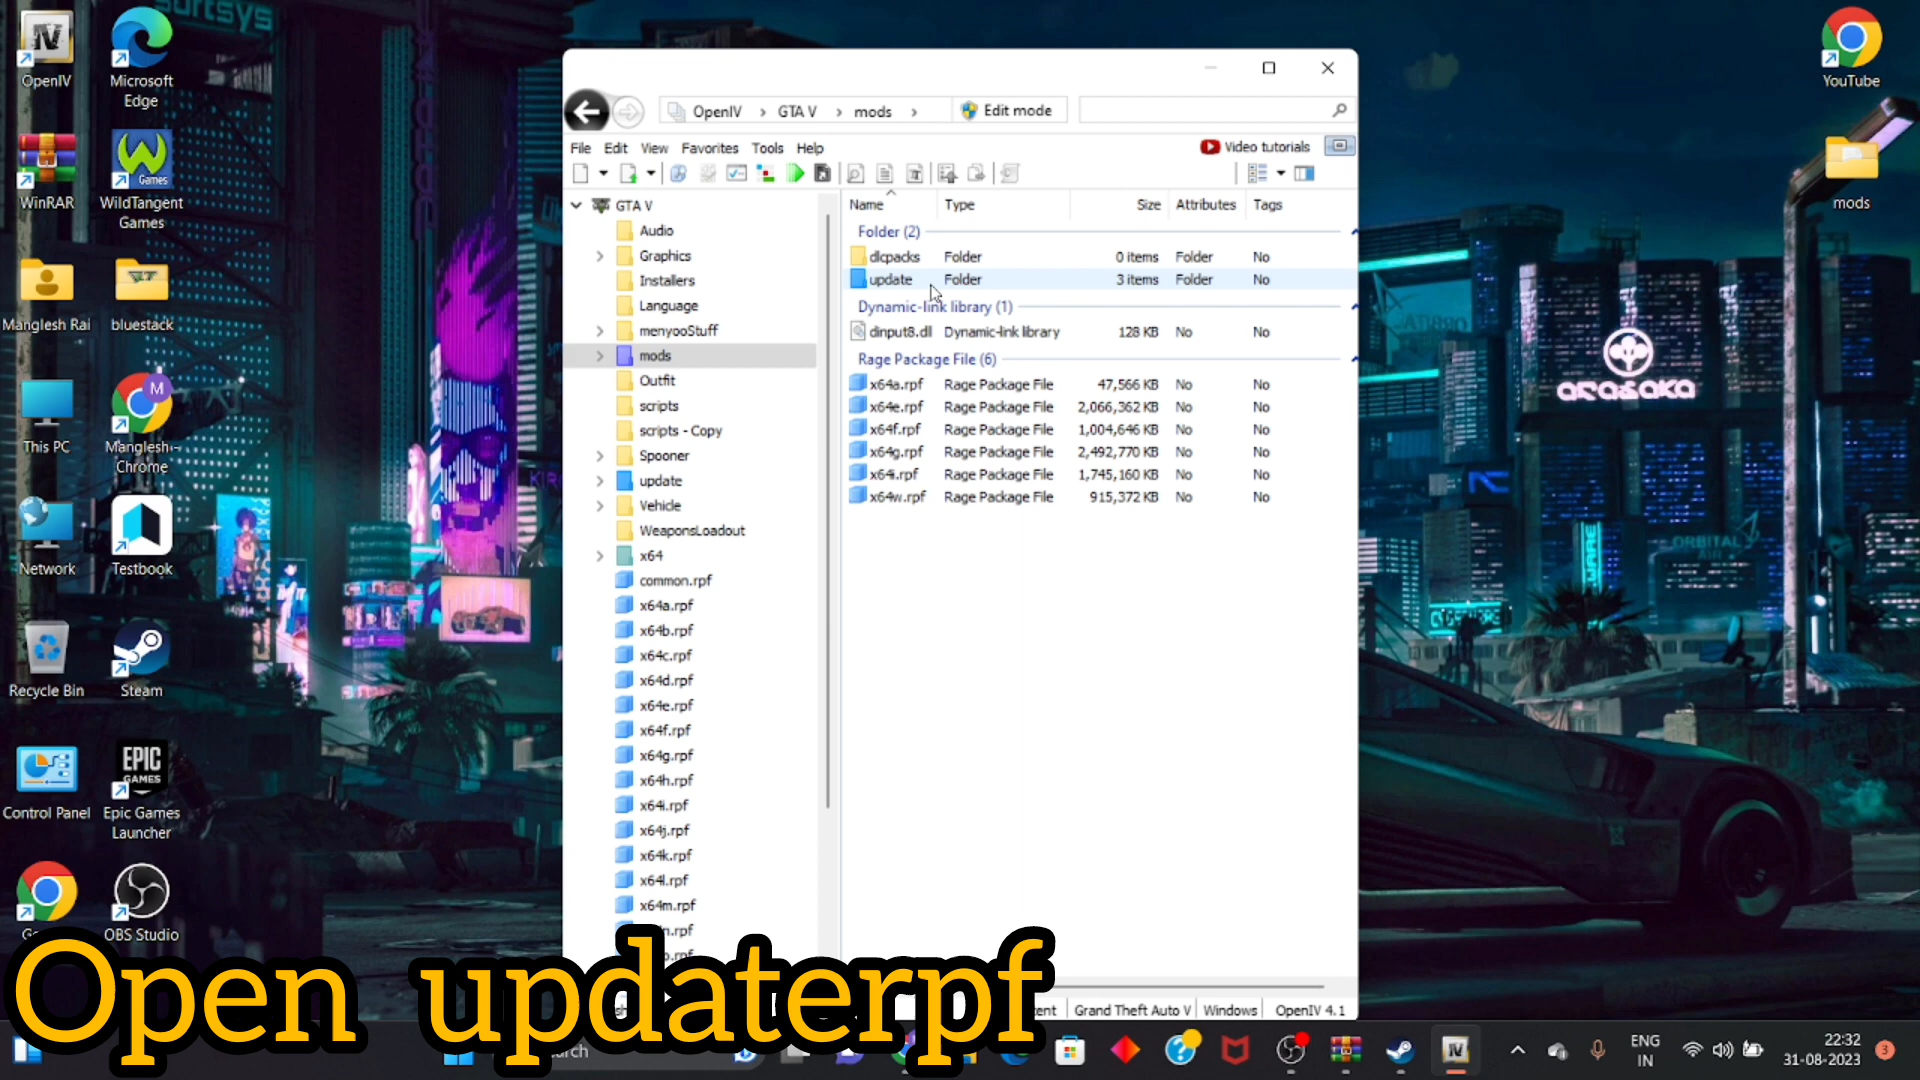 OpenIV
Microsoft
Edge
WinRAR
Games
WildTangent
Games
Manglesh Rai
bluestack
This PC
M
Manglesh -
Chrome
Network
Testbook
Recycle Bin
Steam
Control Panel
EPIC
GAMES
Epic Games
Launcher
OBS Studio
YouTube
mods
OpenIV > GTA V > mods >
Edit mode
File Edit View Favorites Tools Help
Video tutorials
GTA V
Audio
Graphics
Installers
Language
menyooStuff
mods
Outfit
scripts
scripts - Copy
Spooner
update
Vehicle
WeaponsLoadout
x64
common.rpf
x64a.rpf
x64b.rpf
x64c.rpf
x64d.rpf
x64e.rpf
x64f.rpf
x64g.rpf
x64h.rpf
x64i.rpf
x64j.rpf
x64k.rpf
x64l.rpf
x64m.rpf
Name Type Size Attributes Tags
Folder (2)
dlcpacks Folder 0 items Folder No
update Folder 3 items Folder No
Dynamic-link library (1)
dinput8.dll Dynamic-link library 128 KB No No
Rage Package File (6)
x64a.rpf Rage Package File 47,566 KB No No
x64e.rpf Rage Package File 2,066,362 KB No No
x64f.rpf Rage Package File 1,004,646 KB No No
x64g.rpf Rage Package File 2,492,770 KB No No
x64i.rpf Rage Package File 1,745,160 KB No No
x64w.rpf Rage Package File 915,372 KB No No
arasaka
ORBITAL
AIR
Open updaterpf
Grand Theft Auto V Windows OpenIV 4.1
ENG
IN
22:32
31-08-2023
3